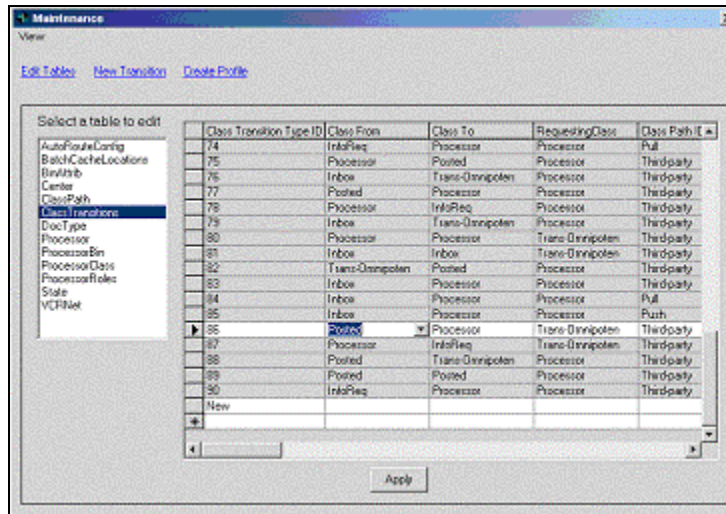 Maintenance
View
Edit Tables New Transition Create Profile
Select a table to edit
AutoRouteConfig
BatchCacheLocations
BinAttrib
Center
ClassPath
ClassTransitions
DocType
Processor
ProcessorBin
ProcessorClass
ProcessorRoles
State
VCRNet
Class Transition Type ID Class From Class To RequestingClass Class Path ID
74 InfoReq Processor Processor Pull
75 Processor Posted Processor Third-party
76 Inbox Trans-Omnipoten Processor Third-party
77 Posted Processor Processor Third-party
78 Processor InfoReq Processor Third-party
79 Inbox Trans-Omnipoten Processor Third-party
80 Processor Processor Trans-Omnipoten Third-party
81 Inbox Inbox Trans-Omnipoten Third-party
82 Trans-Omnipoten Posted Processor Third-party
83 Inbox Processor Processor Third-party
84 Inbox Processor Processor Pull
85 Inbox Processor Processor Push
86 Posted Processor Trans-Omnipoten Third-party
87 Processor InfoReq Trans-Omnipoten Third-party
88 Posted Trans-Omnipoten Processor Third-party
89 Posted Posted Processor Third-party
90 InfoReq Processor Processor Third-party
New
Apply